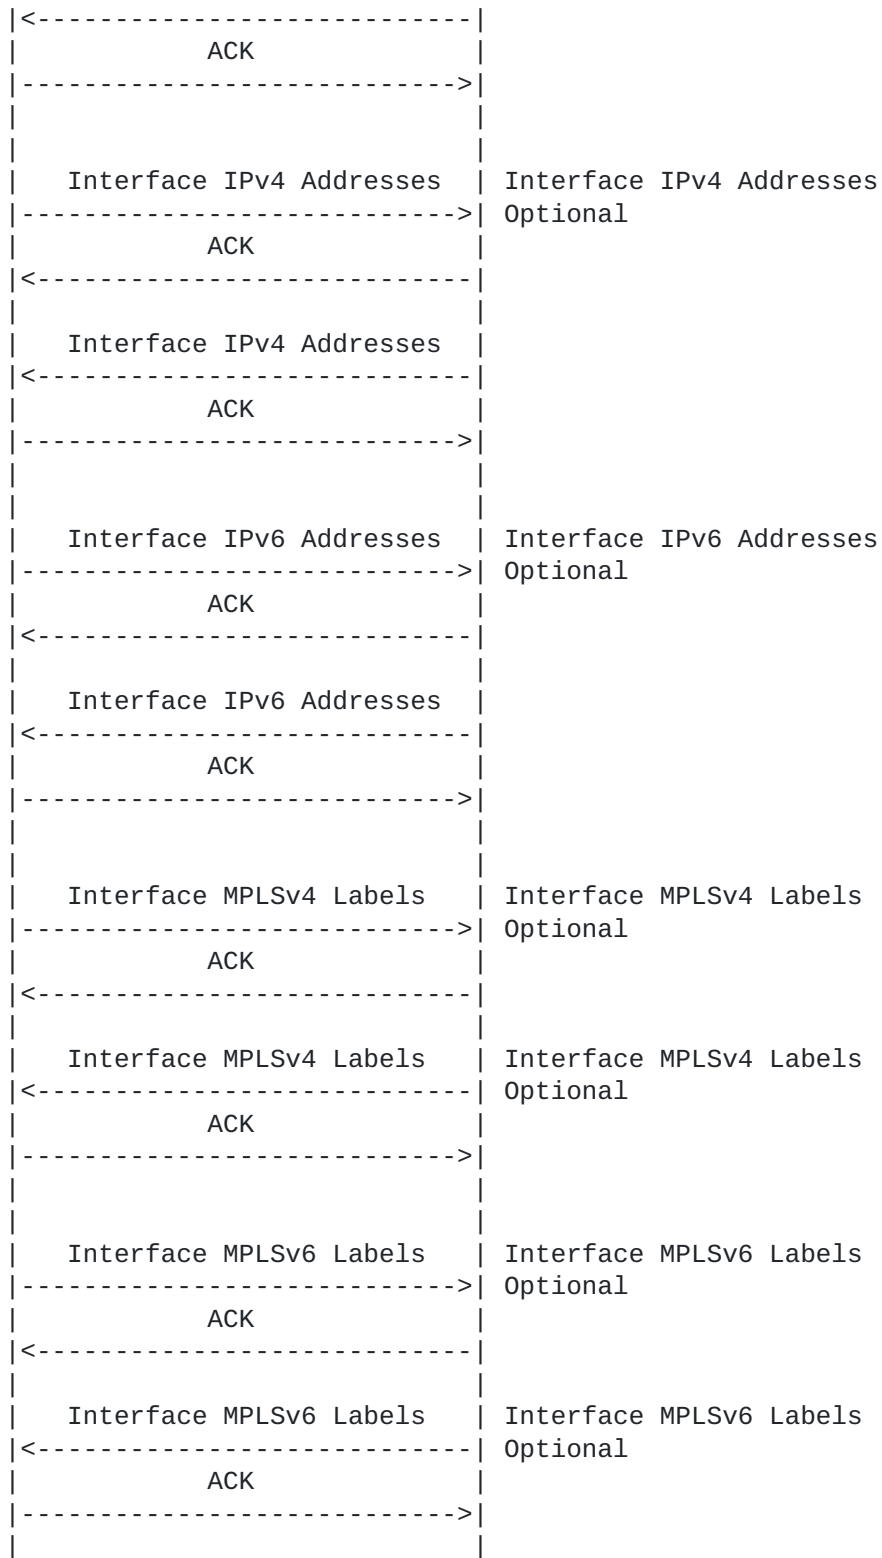 |<----------------------------|
|            ACK              |
|---------------------------->|
|                             |
|                             |
|   Interface IPv4 Addresses  | Interface IPv4 Addresses
|---------------------------->| Optional
|            ACK              |
|<----------------------------|
|                             |
|   Interface IPv4 Addresses  |
|<----------------------------|
|            ACK              |
|---------------------------->|
|                             |
|                             |
|   Interface IPv6 Addresses  | Interface IPv6 Addresses
|---------------------------->| Optional
|            ACK              |
|<----------------------------|
|                             |
|   Interface IPv6 Addresses  |
|<----------------------------|
|            ACK              |
|---------------------------->|
|                             |
|                             |
|   Interface MPLSv4 Labels   | Interface MPLSv4 Labels
|---------------------------->| Optional
|            ACK              |
|<----------------------------|
|                             |
|   Interface MPLSv4 Labels   | Interface MPLSv4 Labels
|<----------------------------| Optional
|            ACK              |
|---------------------------->|
|                             |
|                             |
|   Interface MPLSv6 Labels   | Interface MPLSv6 Labels
|---------------------------->| Optional
|            ACK              |
|<----------------------------|
|                             |
|   Interface MPLSv6 Labels   | Interface MPLSv6 Labels
|<----------------------------| Optional
|            ACK              |
|---------------------------->|
|                             |